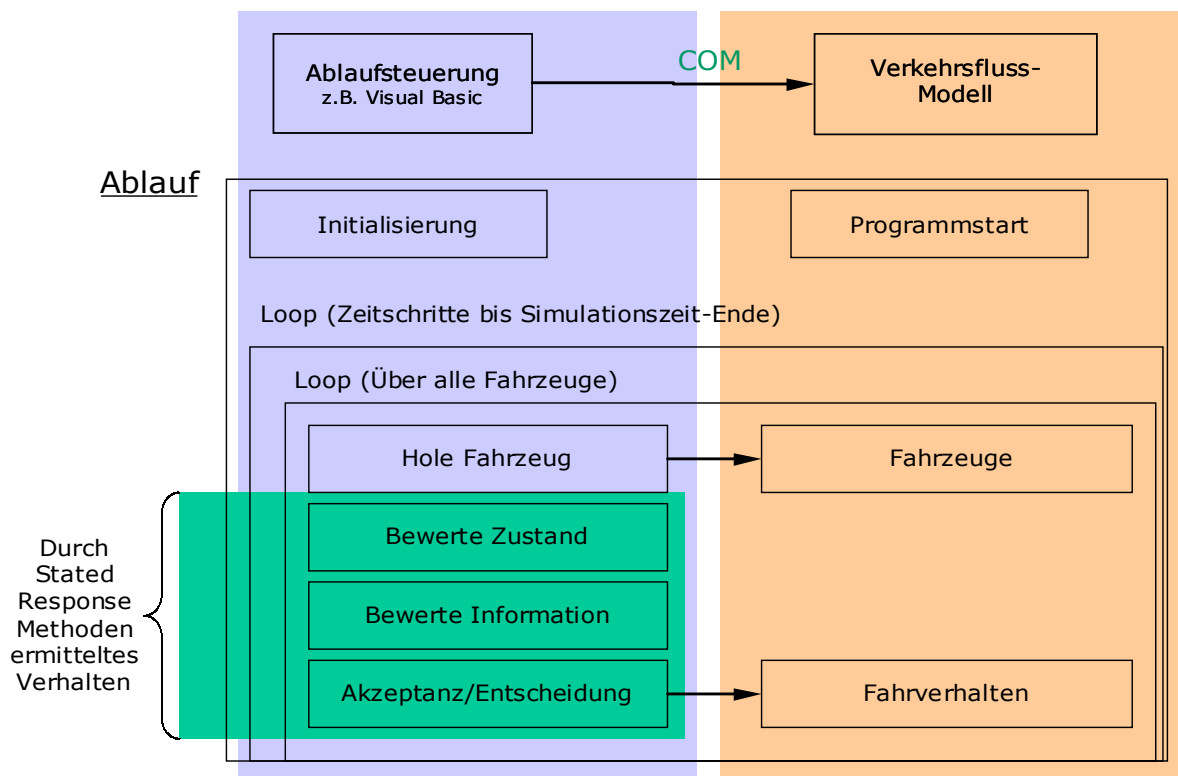 Ablaufsteuerung
z.B. Visual Basic
COM
Verkehrsfluss-
Modell
Ablauf
Initialisierung
Programmstart
Loop (Zeitschritte bis Simulationszeit-Ende)
Loop (Über alle Fahrzeuge)
Hole Fahrzeug
Fahrzeuge
Bewerte Zustand
Bewerte Information
Akzeptanz/Entscheidung
Fahrverhalten
Durch
Stated
Response
Methoden
ermitteltes
Verhalten